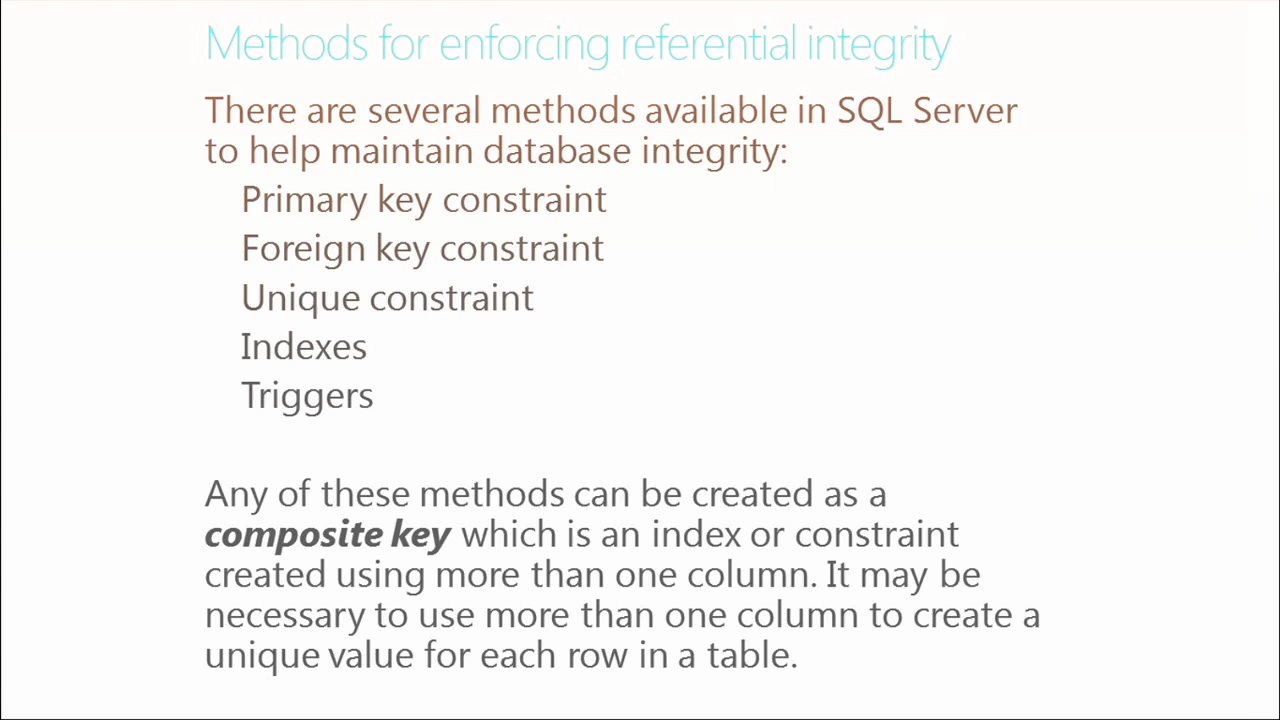 Methods for enforcing referential integrity
There are several methods available in SQL Server
to help maintain database integrity:
Primary key constraint
Foreign key constraint
Unique constraint
Indexes
Triggers
Any of these methods can be created as a
composite key which is an index or constraint
created using more than one column. It may be
necessary to use more than one column to create a
unique value for each row in a table.